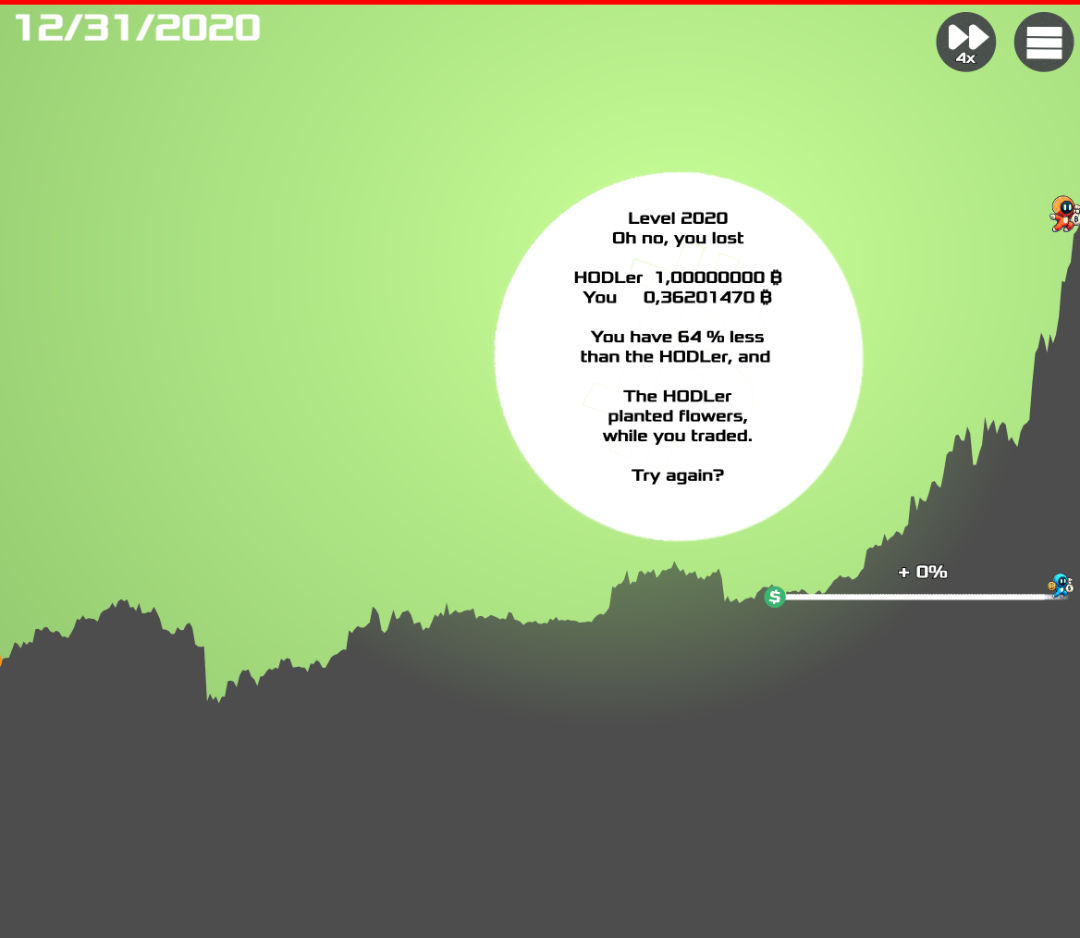 12/31/2020
4x
Level 2020
Oh no, you lost
HODLer 1,00000000 ₿
You 0,36201470 ₿
You have 64 % less
than the HODLer, and
The HODLer
planted flowers,
while you traded.
Try again?
+ 0%
$